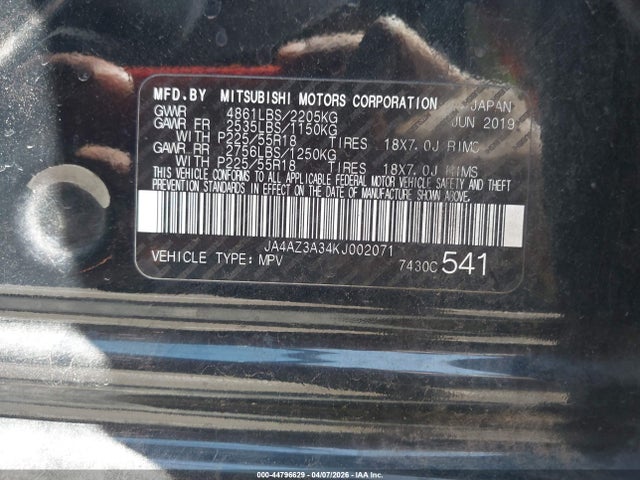 MFD.BY MITSUBISHI MOTORS CORPORATION JAPAN
GVWR 4861LBS/2205KG JUN 2019
GAWR FR 2535LBS/1150KG
WITH P225/55R18 TIRES 18X7.0J RIMS
GAWR RR 2756LBS/1250KG
WITH P225/55R18 TIRES 18X7.0J RIMS
THIS VEHICLE CONFORMS TO ALL APPLICABLE FEDERAL MOTOR VEHICLE SAFETY AND THEFT
PREVENTION STANDARDS IN EFFECT ON THE DATE OF MANUFACTURE SHOWN ABOVE.
JA4AZ3A34KJ002071
VEHICLE TYPE: MPV 7430C 541
000-44796629 - 04/07/2026 - IAA Inc.